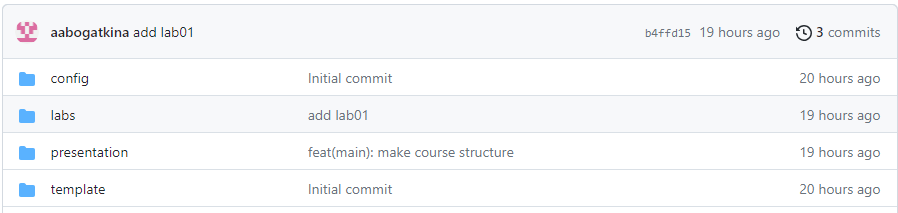 aabogatkina add lab01 b4ffd15 19 hours ago 3 commits
config Initial commit 20 hours ago
labs add lab01 19 hours ago
presentation feat(main): make course structure 19 hours ago
template Initial commit 20 hours ago